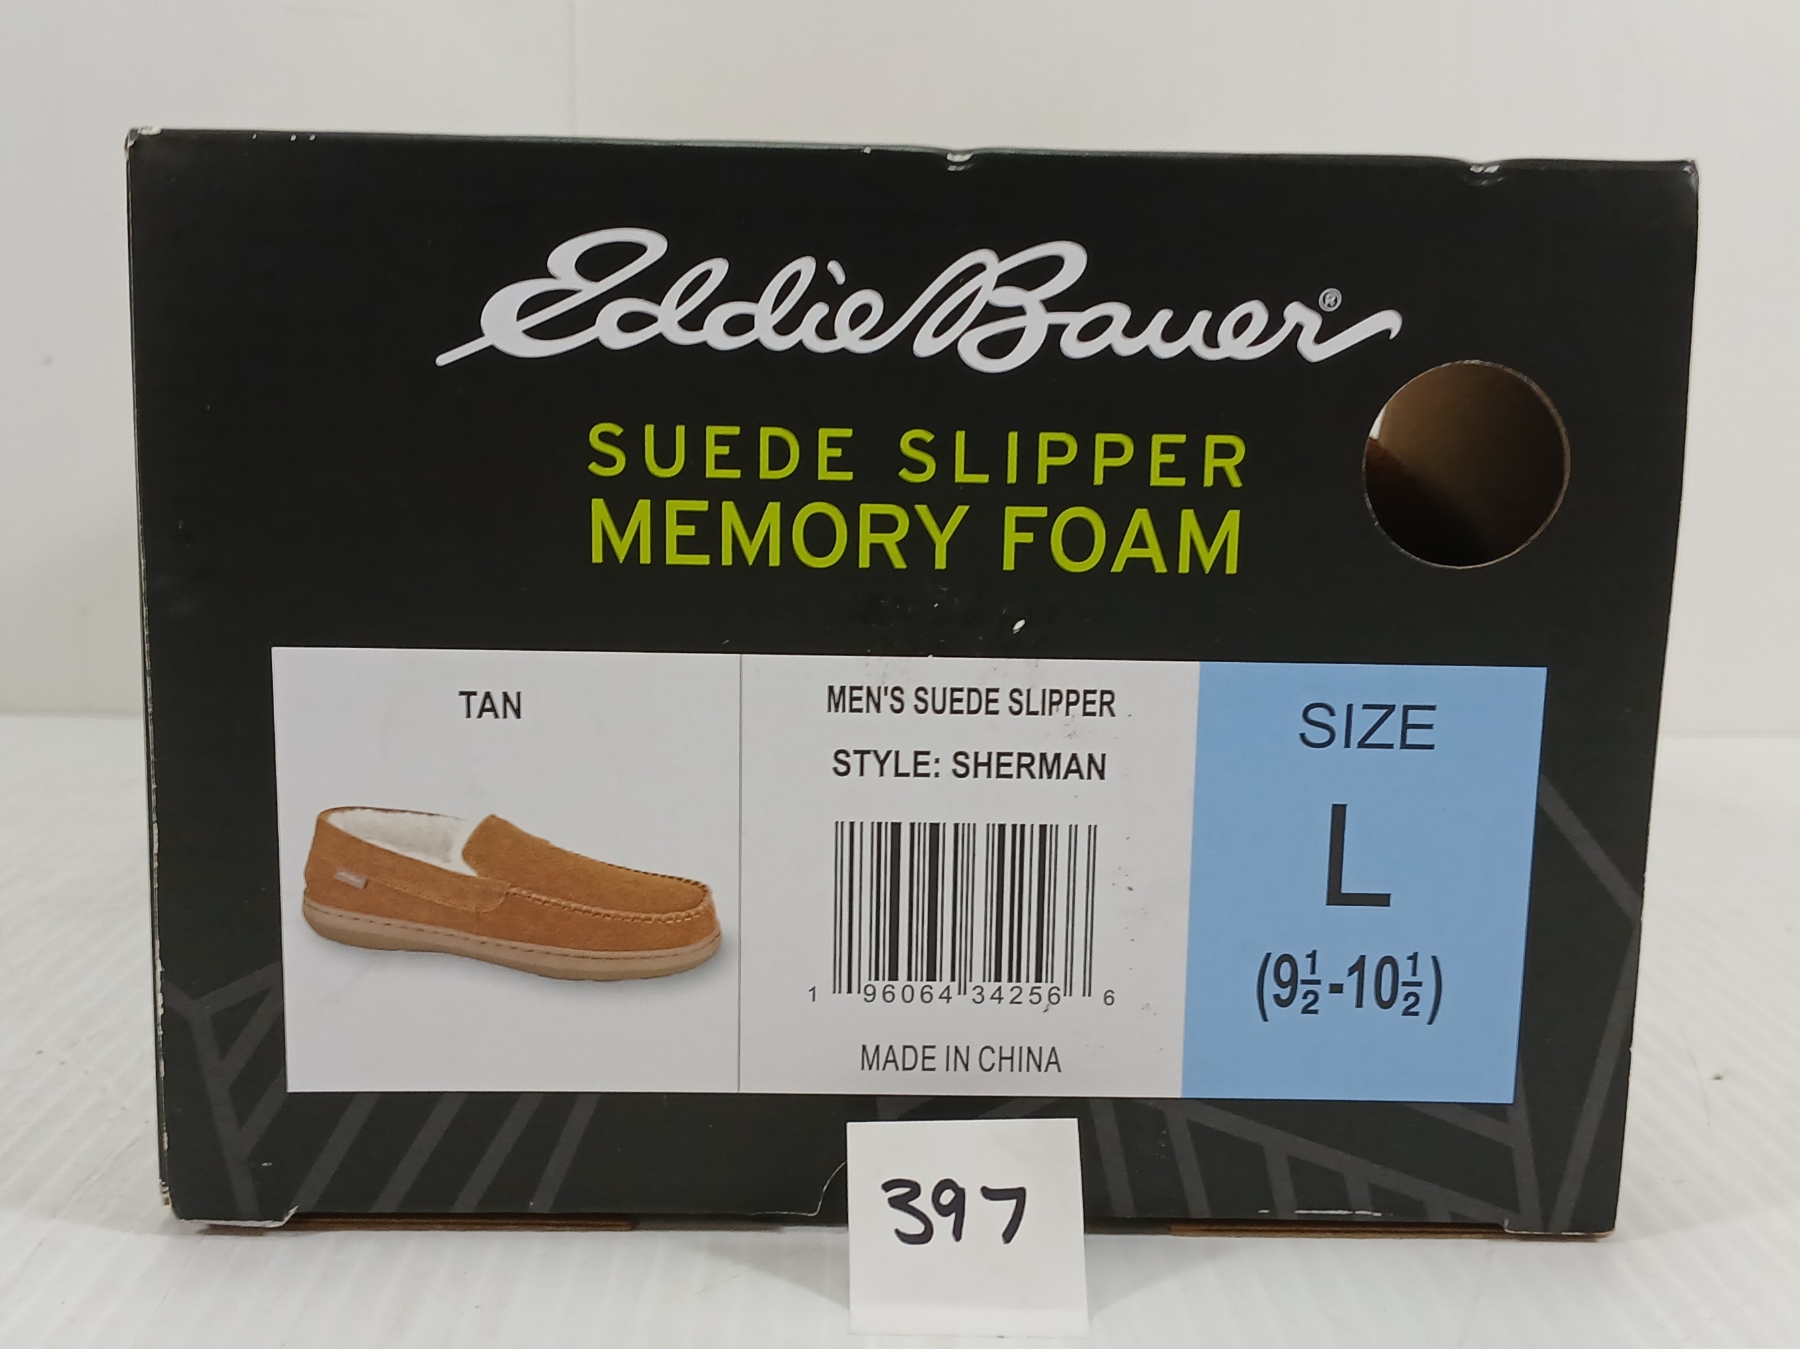 Eddie Bauer®
SUEDE SLIPPER
MEMORY FOAM
TAN
MEN'S SUEDE SLIPPER
STYLE: SHERMAN
1 96064 34256 6
MADE IN CHINA
SIZE
L
(9½-10½)
397